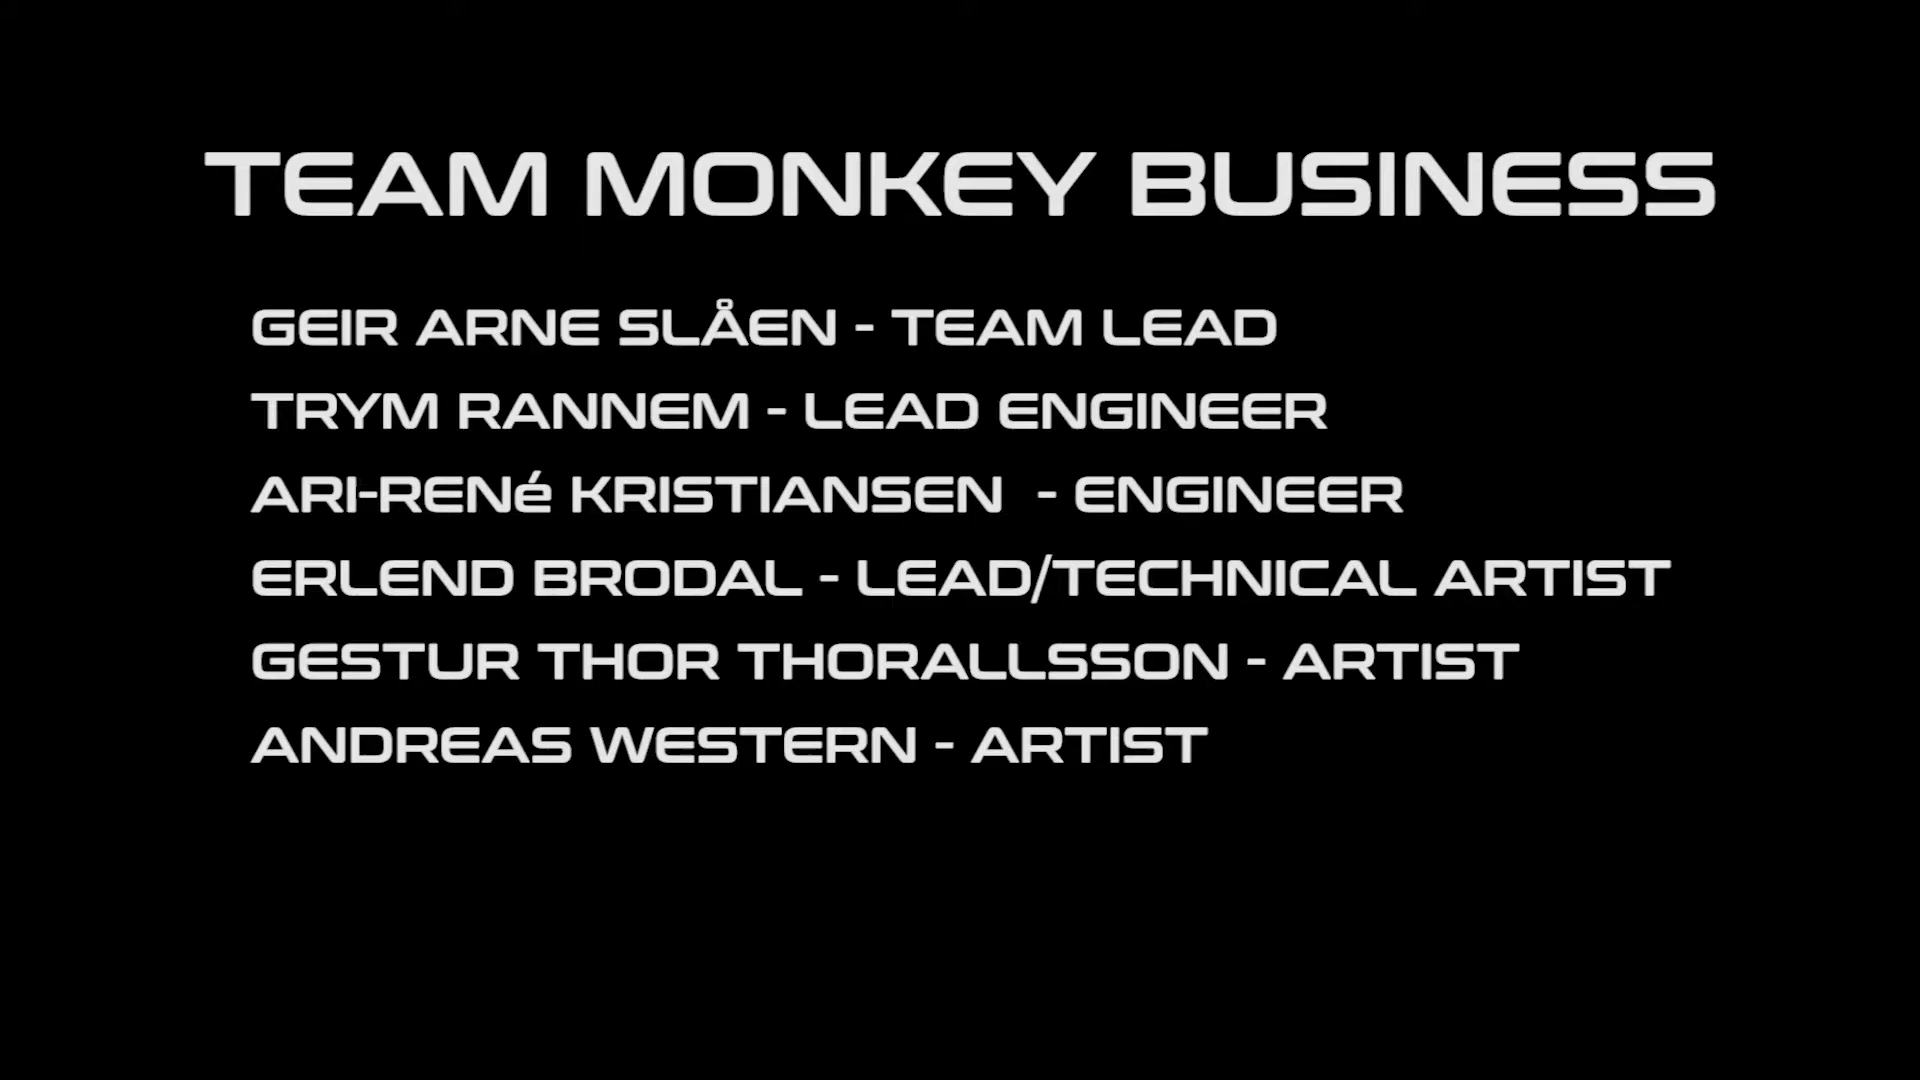 TEAM MONKEY BUSINESS
GEIR ARNE SLÅEN - TEAM LEAD
TRYM RANNEM - LEAD ENGINEER
ARI-RENé KRISTIANSEN  - ENGINEER
ERLEND BRODAL - LEAD/TECHNICAL ARTIST
GESTUR THOR THORALLSSON - ARTIST
ANDREAS WESTERN - ARTIST